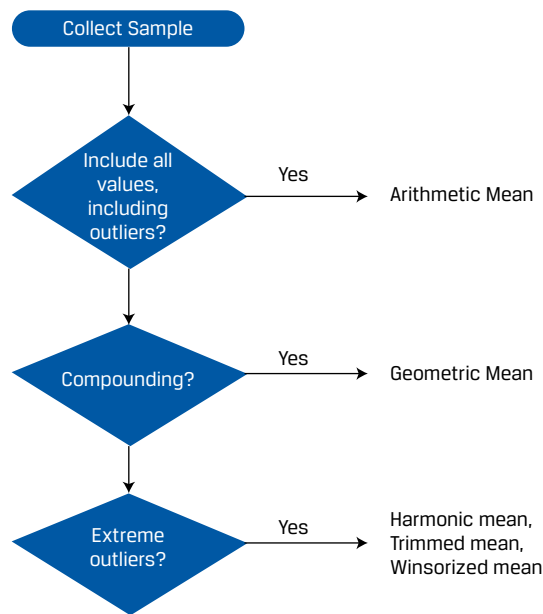 Collect Sample
Include all
values,
including
outliers?
Yes
Arithmetic Mean
Compounding?
Yes
Geometric Mean
Extreme
outliers?
Yes
Harmonic mean,
Trimmed mean,
Winsorized mean